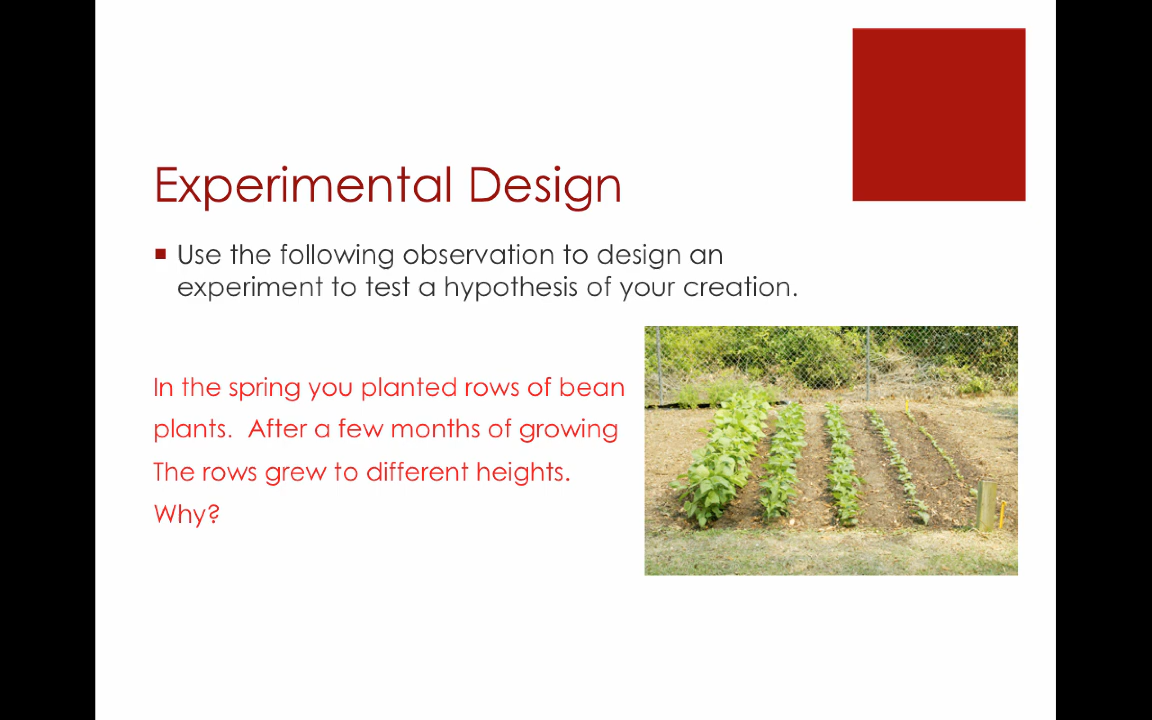 Experimental Design
Use the following observation to design an
experiment to test a hypothesis of your creation.
In the spring you planted rows of bean
plants. After a few months of growing
The rows grew to different heights.
Why?